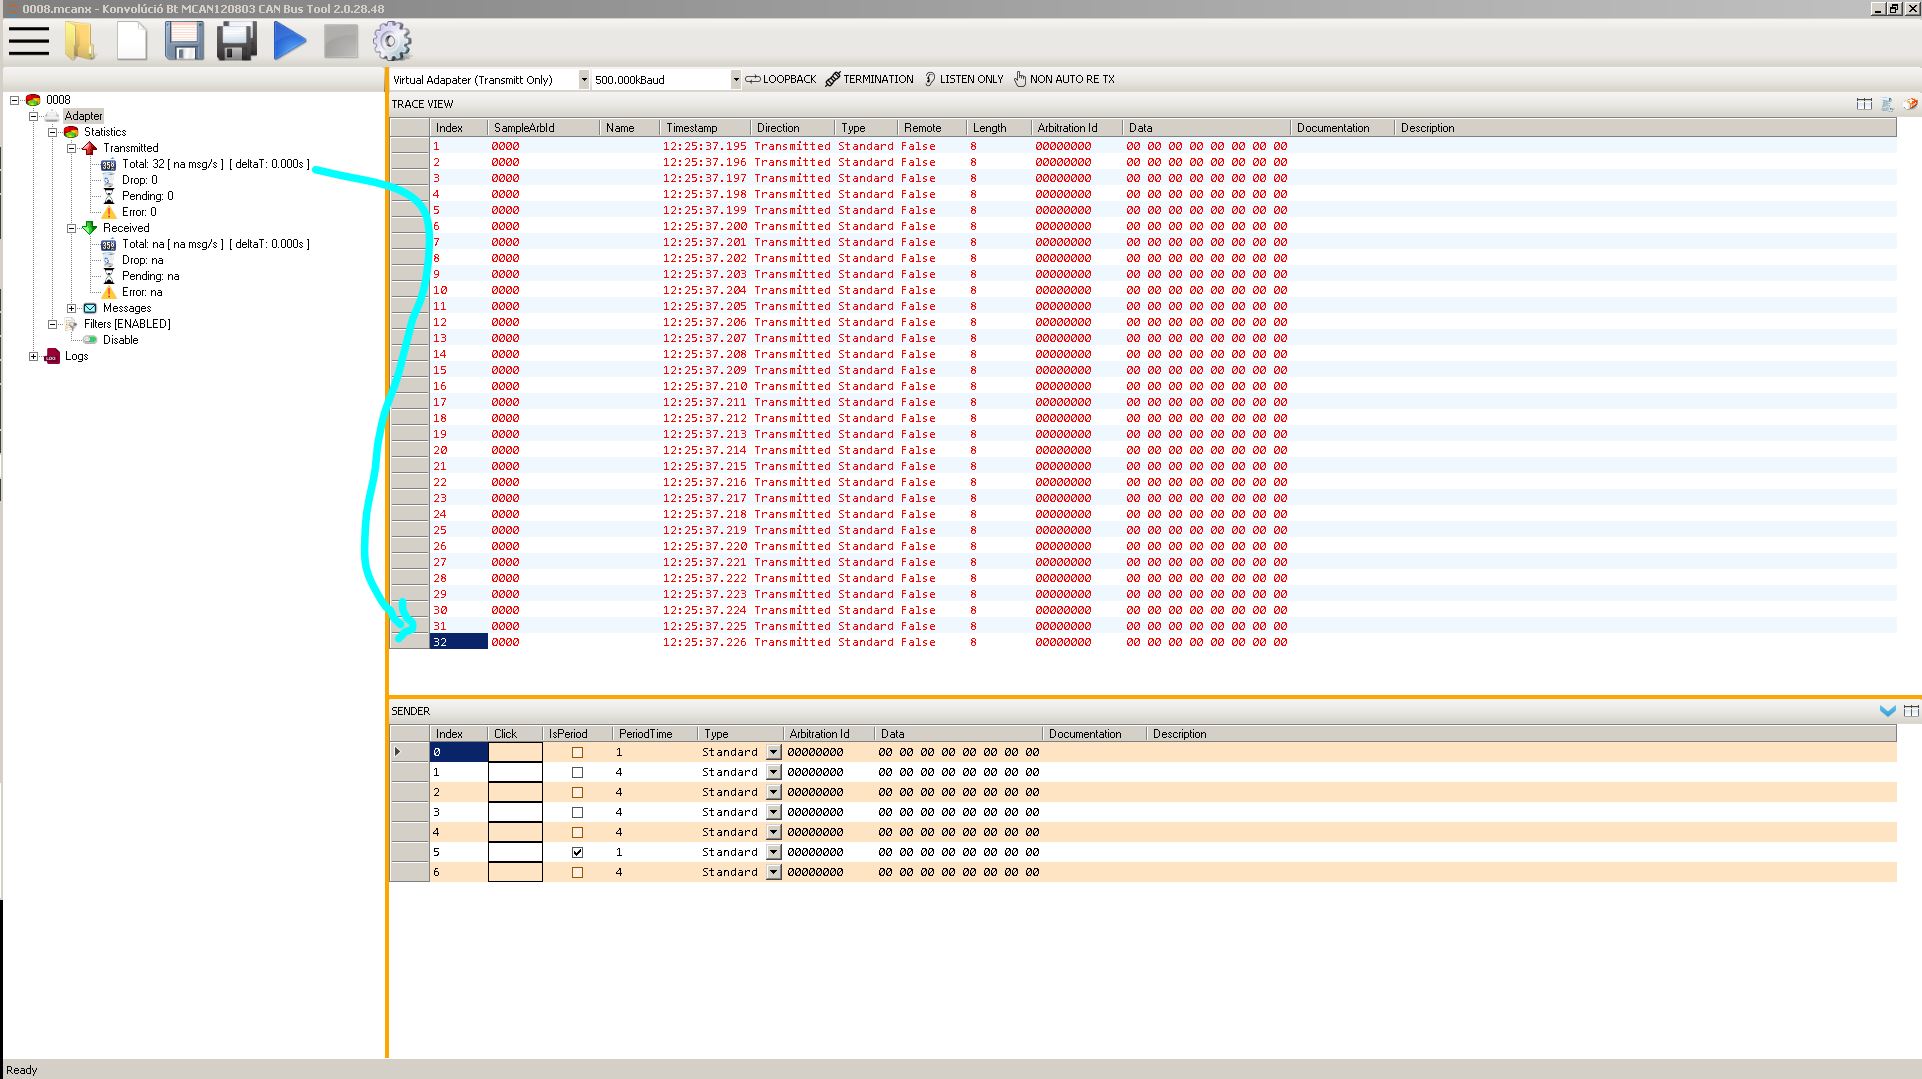 0008.mcanx - Konvolúció Bt MCAN120803 CAN Bus Tool 2.0.28.48
Virtual Adapater (Transmitt Only) 500.000kBaud LOOPBACK TERMINATION LISTEN ONLY NON AUTO RE TX
0008
Adapter
Statistics
Transmitted
Total: 32 [ na msg/s ] [ deltaT: 0.000s ]
Drop: 0
Pending: 0
Error: 0
Received
Total: na [ na msg/s ] [ deltaT: 0.000s ]
Drop: na
Pending: na
Error: na
Messages
Filters [ENABLED]
Disable
Logs
TRACE VIEW
Index SampleArbId Name Timestamp Direction Type Remote Length Arbitration Id Data Documentation Description
1 0000 12:25:37.195 Transmitted Standard False 8 00000000 00 00 00 00 00 00 00 00
2 0000 12:25:37.196 Transmitted Standard False 8 00000000 00 00 00 00 00 00 00 00
3 0000 12:25:37.197 Transmitted Standard False 8 00000000 00 00 00 00 00 00 00 00
4 0000 12:25:37.198 Transmitted Standard False 8 00000000 00 00 00 00 00 00 00 00
5 0000 12:25:37.199 Transmitted Standard False 8 00000000 00 00 00 00 00 00 00 00
6 0000 12:25:37.200 Transmitted Standard False 8 00000000 00 00 00 00 00 00 00 00
7 0000 12:25:37.201 Transmitted Standard False 8 00000000 00 00 00 00 00 00 00 00
8 0000 12:25:37.202 Transmitted Standard False 8 00000000 00 00 00 00 00 00 00 00
9 0000 12:25:37.203 Transmitted Standard False 8 00000000 00 00 00 00 00 00 00 00
10 0000 12:25:37.204 Transmitted Standard False 8 00000000 00 00 00 00 00 00 00 00
11 0000 12:25:37.205 Transmitted Standard False 8 00000000 00 00 00 00 00 00 00 00
12 0000 12:25:37.206 Transmitted Standard False 8 00000000 00 00 00 00 00 00 00 00
13 0000 12:25:37.207 Transmitted Standard False 8 00000000 00 00 00 00 00 00 00 00
14 0000 12:25:37.208 Transmitted Standard False 8 00000000 00 00 00 00 00 00 00 00
15 0000 12:25:37.209 Transmitted Standard False 8 00000000 00 00 00 00 00 00 00 00
16 0000 12:25:37.210 Transmitted Standard False 8 00000000 00 00 00 00 00 00 00 00
17 0000 12:25:37.211 Transmitted Standard False 8 00000000 00 00 00 00 00 00 00 00
18 0000 12:25:37.212 Transmitted Standard False 8 00000000 00 00 00 00 00 00 00 00
19 0000 12:25:37.213 Transmitted Standard False 8 00000000 00 00 00 00 00 00 00 00
20 0000 12:25:37.214 Transmitted Standard False 8 00000000 00 00 00 00 00 00 00 00
21 0000 12:25:37.215 Transmitted Standard False 8 00000000 00 00 00 00 00 00 00 00
22 0000 12:25:37.216 Transmitted Standard False 8 00000000 00 00 00 00 00 00 00 00
23 0000 12:25:37.217 Transmitted Standard False 8 00000000 00 00 00 00 00 00 00 00
24 0000 12:25:37.218 Transmitted Standard False 8 00000000 00 00 00 00 00 00 00 00
25 0000 12:25:37.219 Transmitted Standard False 8 00000000 00 00 00 00 00 00 00 00
26 0000 12:25:37.220 Transmitted Standard False 8 00000000 00 00 00 00 00 00 00 00
27 0000 12:25:37.221 Transmitted Standard False 8 00000000 00 00 00 00 00 00 00 00
28 0000 12:25:37.222 Transmitted Standard False 8 00000000 00 00 00 00 00 00 00 00
29 0000 12:25:37.223 Transmitted Standard False 8 00000000 00 00 00 00 00 00 00 00
30 0000 12:25:37.224 Transmitted Standard False 8 00000000 00 00 00 00 00 00 00 00
31 0000 12:25:37.225 Transmitted Standard False 8 00000000 00 00 00 00 00 00 00 00
32 0000 12:25:37.226 Transmitted Standard False 8 00000000 00 00 00 00 00 00 00 00
SENDER
Index Click IsPeriod PeriodTime Type Arbitration Id Data Documentation Description
0 1 Standard 00000000 00 00 00 00 00 00 00 00
1 4 Standard 00000000 00 00 00 00 00 00 00 00
2 4 Standard 00000000 00 00 00 00 00 00 00 00
3 4 Standard 00000000 00 00 00 00 00 00 00 00
4 4 Standard 00000000 00 00 00 00 00 00 00 00
5 1 Standard 00000000 00 00 00 00 00 00 00 00
6 4 Standard 00000000 00 00 00 00 00 00 00 00
Ready